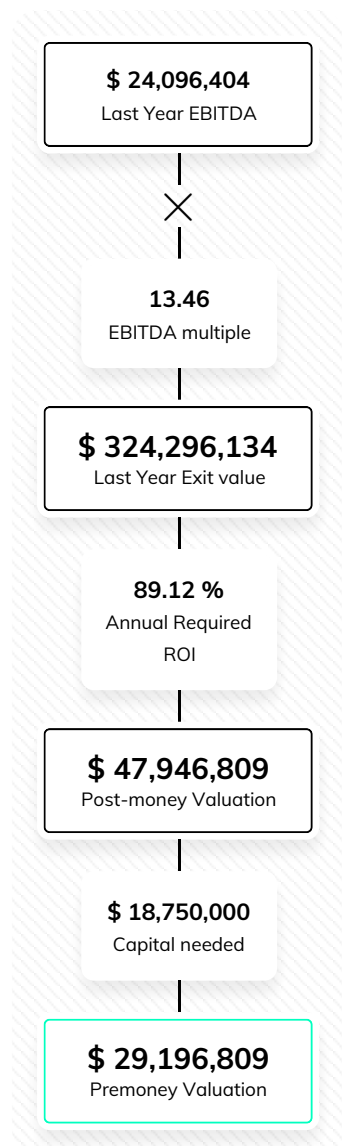 $ 24,096,404
Last Year EBITDA
13.46
EBITDA multiple
$ 324,296,134
Last Year Exit value
89.12 %
Annual Required
ROI
$ 47,946,809
Post-money Valuation
$ 18,750,000
Capital needed
$ 29,196,809
Premoney Valuation